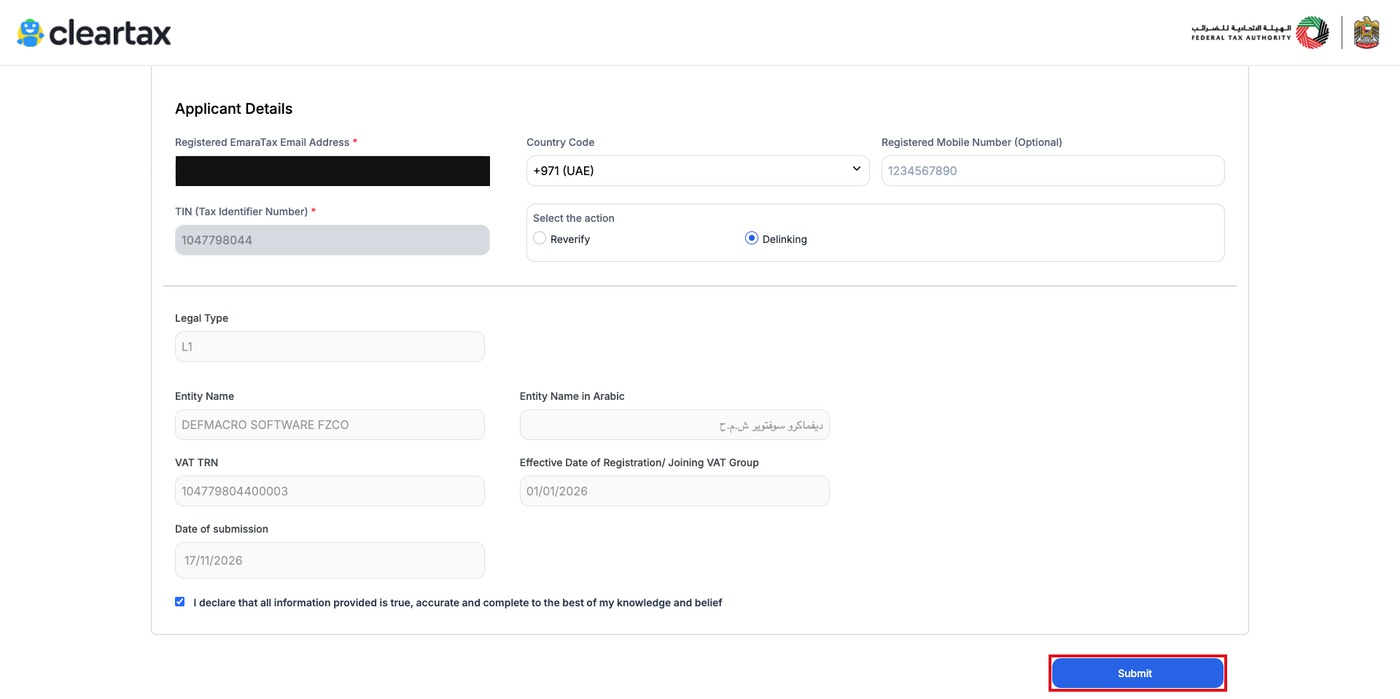 cleartax
الهيئة الاتحادية للضرائب
FEDERAL TAX AUTHORITY
Applicant Details
Registered EmaraTax Email Address *
Country Code
Registered Mobile Number (Optional)
+971 (UAE)
1234567890
TIN (Tax Identifier Number) *
1047798044
Select the action
Reverify
Delinking
Legal Type
L1
Entity Name
Entity Name in Arabic
DEFMACRO SOFTWARE FZCO
ديفماكرو سوفتوير ش.م.ح
VAT TRN
Effective Date of Registration/ Joining VAT Group
104779804400003
01/01/2026
Date of submission
17/11/2026
I declare that all information provided is true, accurate and complete to the best of my knowledge and belief
Submit